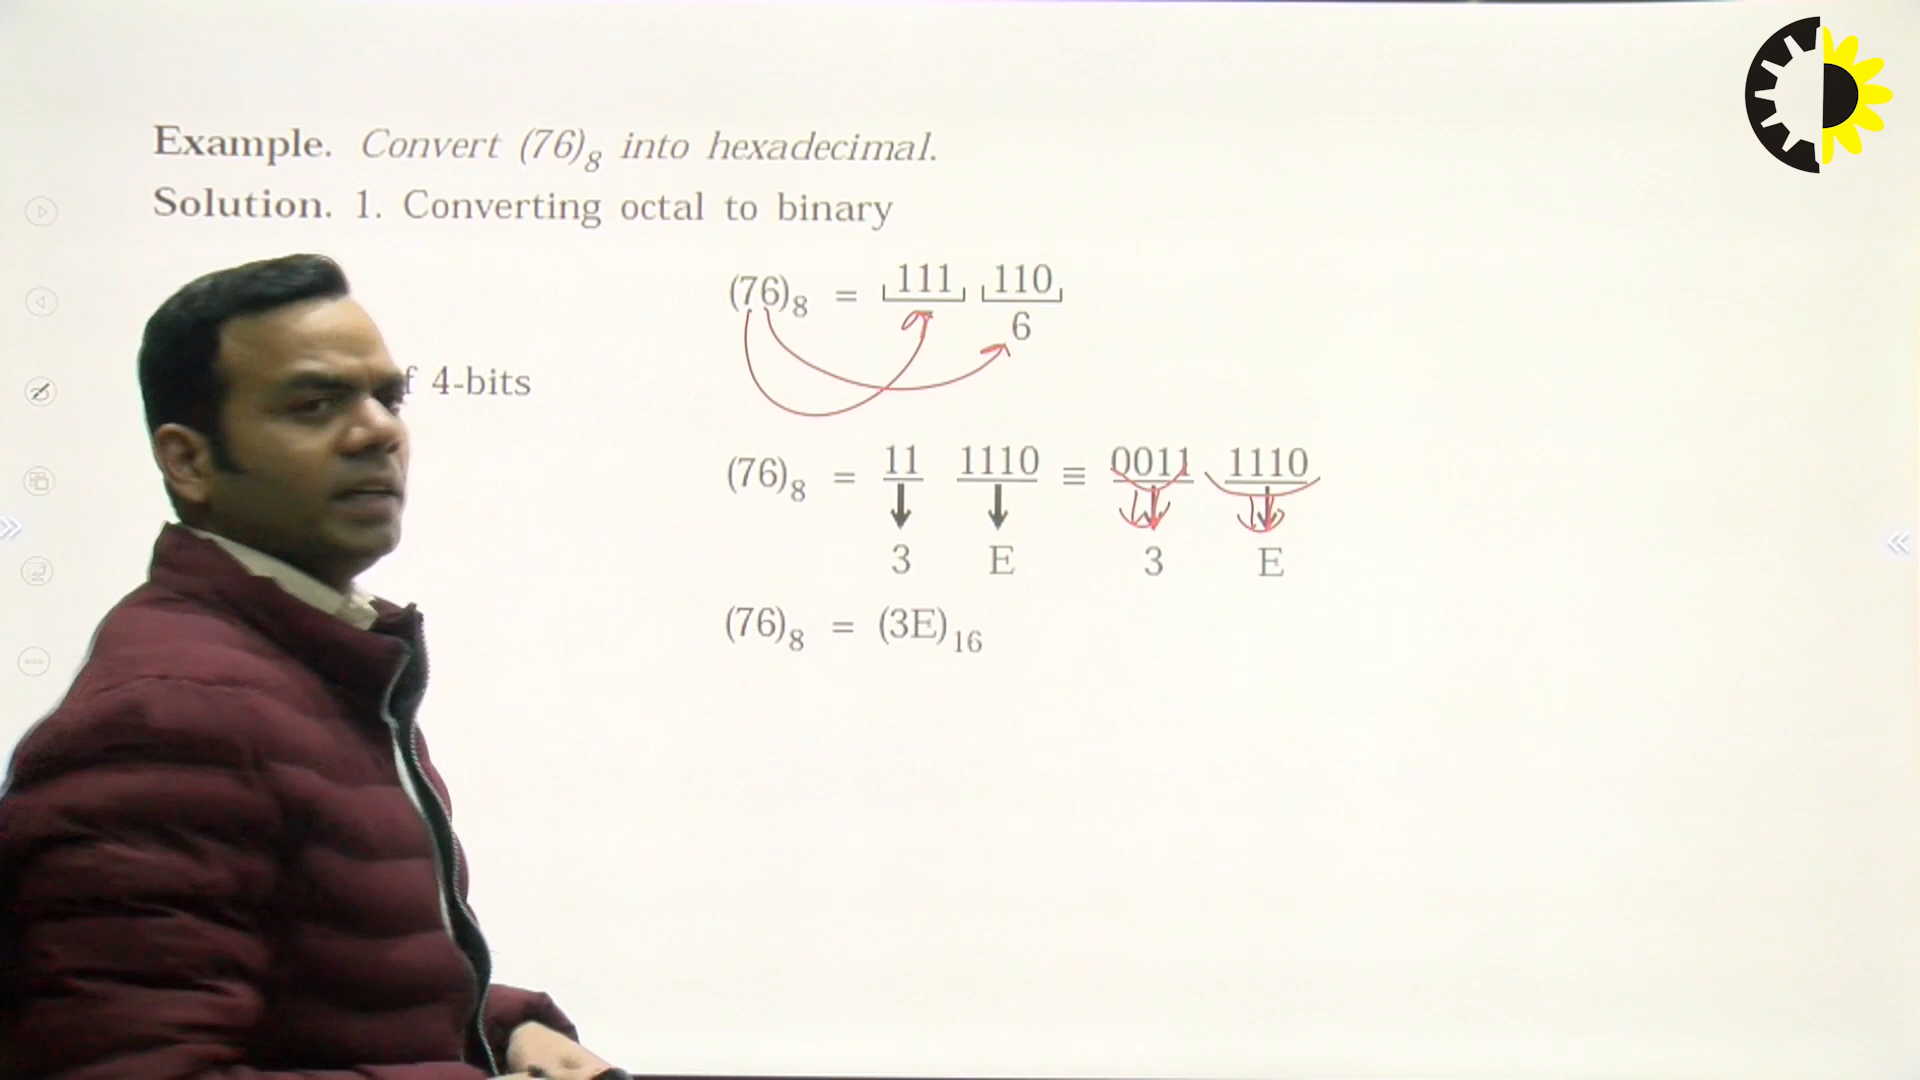 Example. Convert (76)₈ into hexadecimal.
Solution. 1. Converting octal to binary
(76)₈ = 111 110
6
4-bits
(76)₈ = 11 1110 ≡ 0011 1110
3 E 3 E
(76)₈ = (3E)₁₆